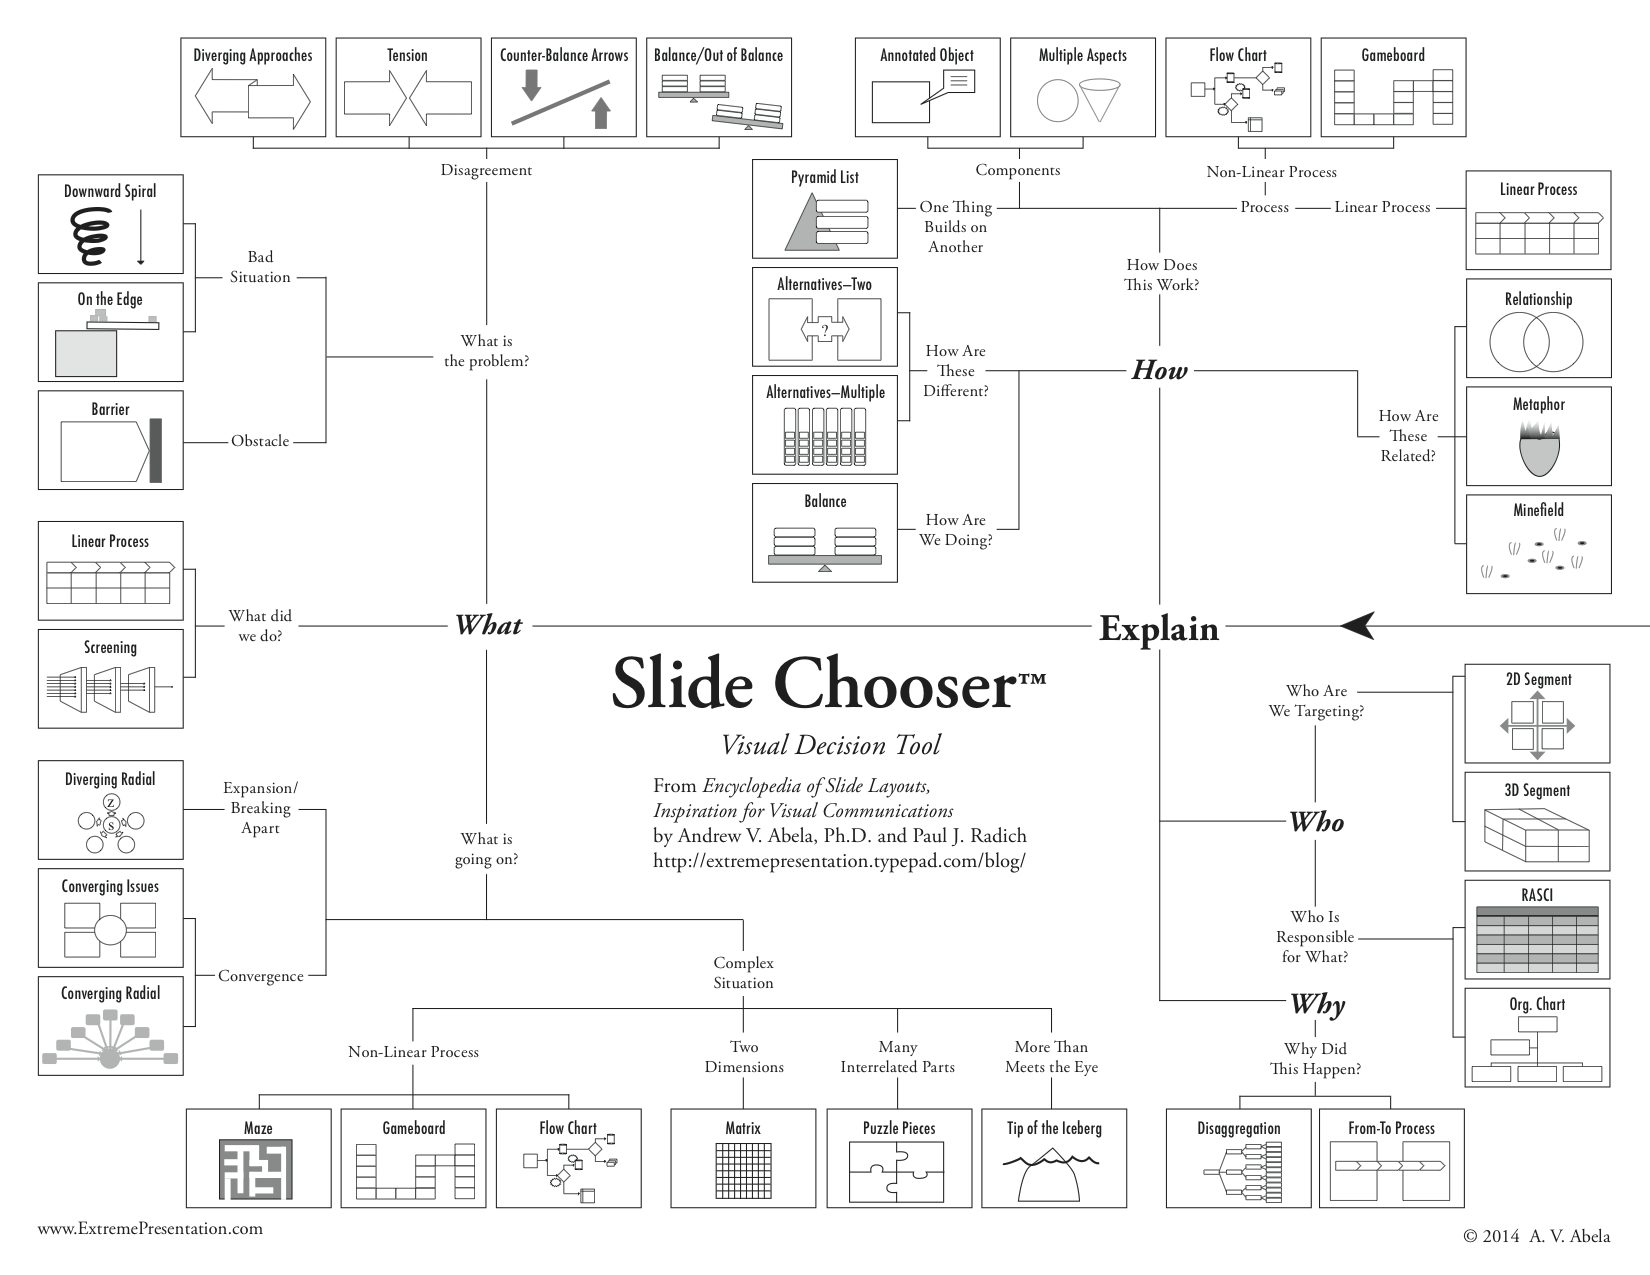 Diverging Approaches
Tension
Counter-Balance Arrows
Balance/Out of Balance
Annotated Object
Multiple Aspects
Flow Chart
Gameboard
Disagreement
Components
Non-Linear Process
Downward Spiral
Bad
Situation
On the Edge
Barrier
Obstacle
What is
the problem?
Pyramid List
One Thing
Builds on
Another
Process
Linear Process
Linear Process
How Does
This Work?
Alternatives–Two
?
How Are
These
Different?
Alternatives–Multiple
How
Relationship
Metaphor
How Are
These
Related?
Balance
How Are
We Doing?
Minefield
Linear Process
What did
we do?
Screening
What
Explain
Slide Chooser™
Visual Decision Tool
From Encyclopedia of Slide Layouts,
Inspiration for Visual Communications
by Andrew V. Abela, Ph.D. and Paul J. Radich
http://extremepresentation.typepad.com/blog/
Who Are
We Targeting?
2D Segment
3D Segment
Who
Who Is
Responsible
for What?
RASCI
Org. Chart
Why
Why Did
This Happen?
Diverging Radial
Z
S
Expansion/
Breaking
Apart
What is
going on?
Converging Issues
Convergence
Converging Radial
Complex
Situation
Non-Linear Process
Two
Dimensions
Many
Interrelated Parts
More Than
Meets the Eye
Maze
Gameboard
Flow Chart
Matrix
Puzzle Pieces
Tip of the Iceberg
Disaggregation
From-To Process
www.ExtremePresentation.com
© 2014 A. V. Abela